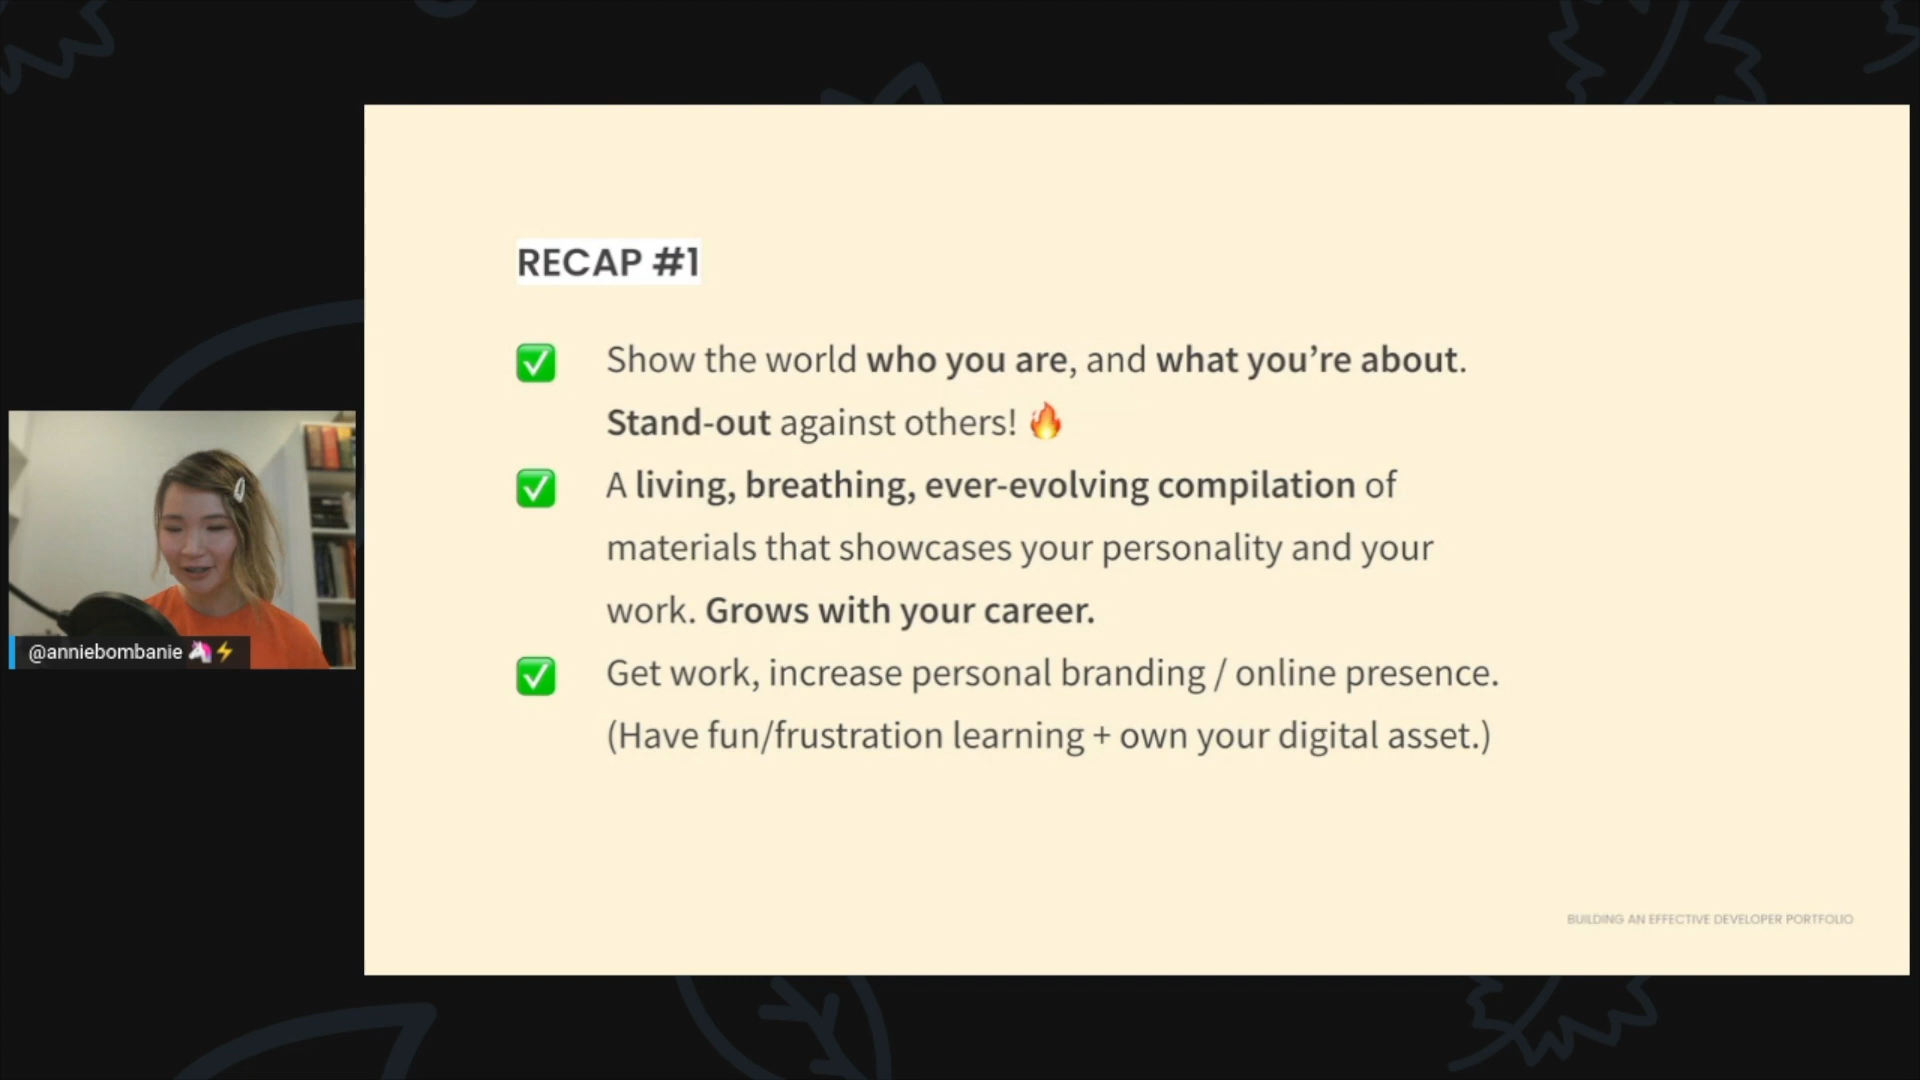 RECAP #1
✅ Show the world who you are, and what you’re about.
Stand-out against others! 🔥
✅ A living, breathing, ever-evolving compilation of
materials that showcases your personality and your
work. Grows with your career.
✅ Get work, increase personal branding / online presence.
(Have fun/frustration learning + own your digital asset.)
@anniebombanie 🦄⚡
BUILDING AN EFFECTIVE DEVELOPER PORTFOLIO